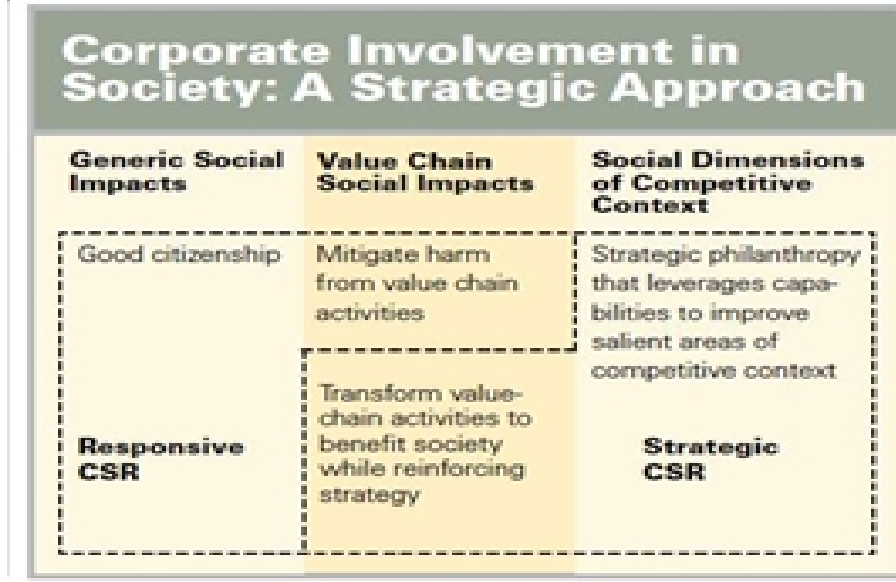 Corporate Involvement in
Society: A Strategic Approach
Generic Social
Impacts
Value Chain
Social Impacts
Social Dimensions
of Competitive
Context
Good citizenship
Responsive
CSR
Mitigate harm
from value chain
activities
Transform value-
chain activities to
benefit society
while reinforcing
strategy
Strategic philanthropy
that leverages capa-
bilities to improve
salient areas of
competitive context
Strategic
CSR